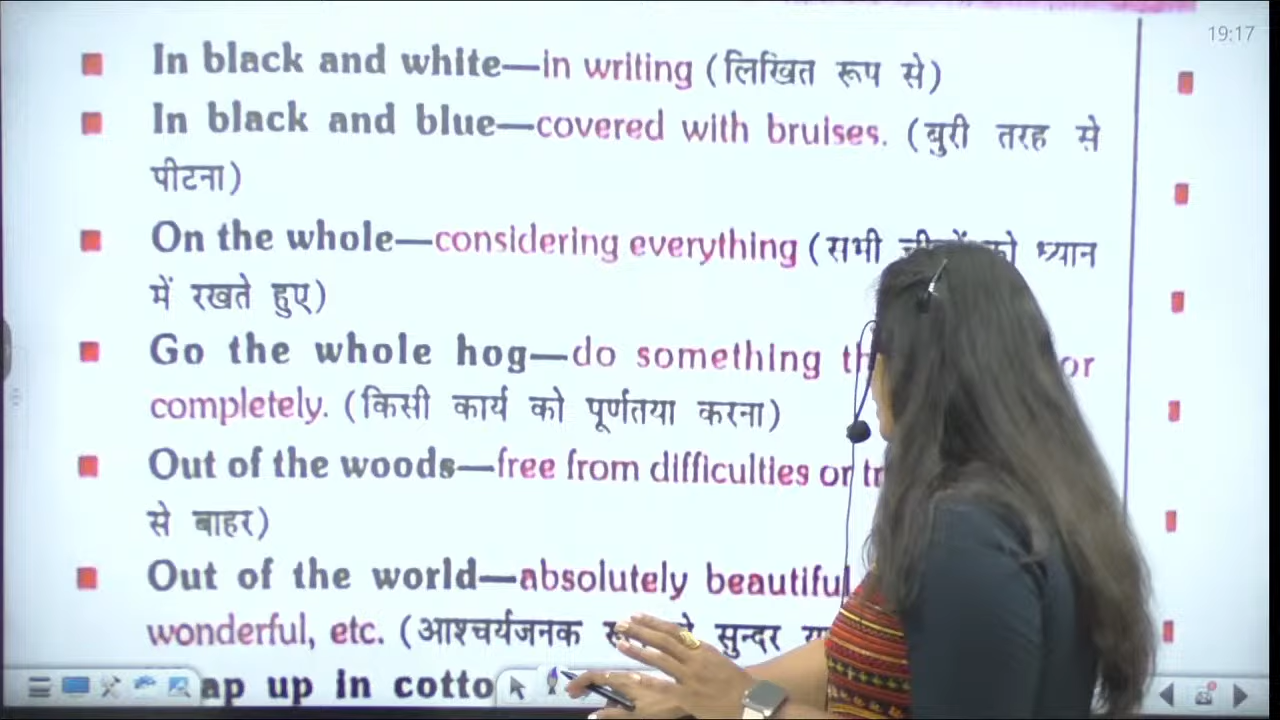 19:17
In black and white—in writing (लिखित रूप से)
In black and blue—covered with bruises. (बुरी तरह से
पीटना)
On the whole—considering everything (सभी को ध्यान
में रखते हुए)
Go the whole hog—do something or
completely. (किसी कार्य को पूर्णतया करना)
Out of the woods—free from difficulties or
से बाहर)
Out of the world—absolutely beautiful
wonderful, etc. (आश्चर्यजनक सुन्दर
up in